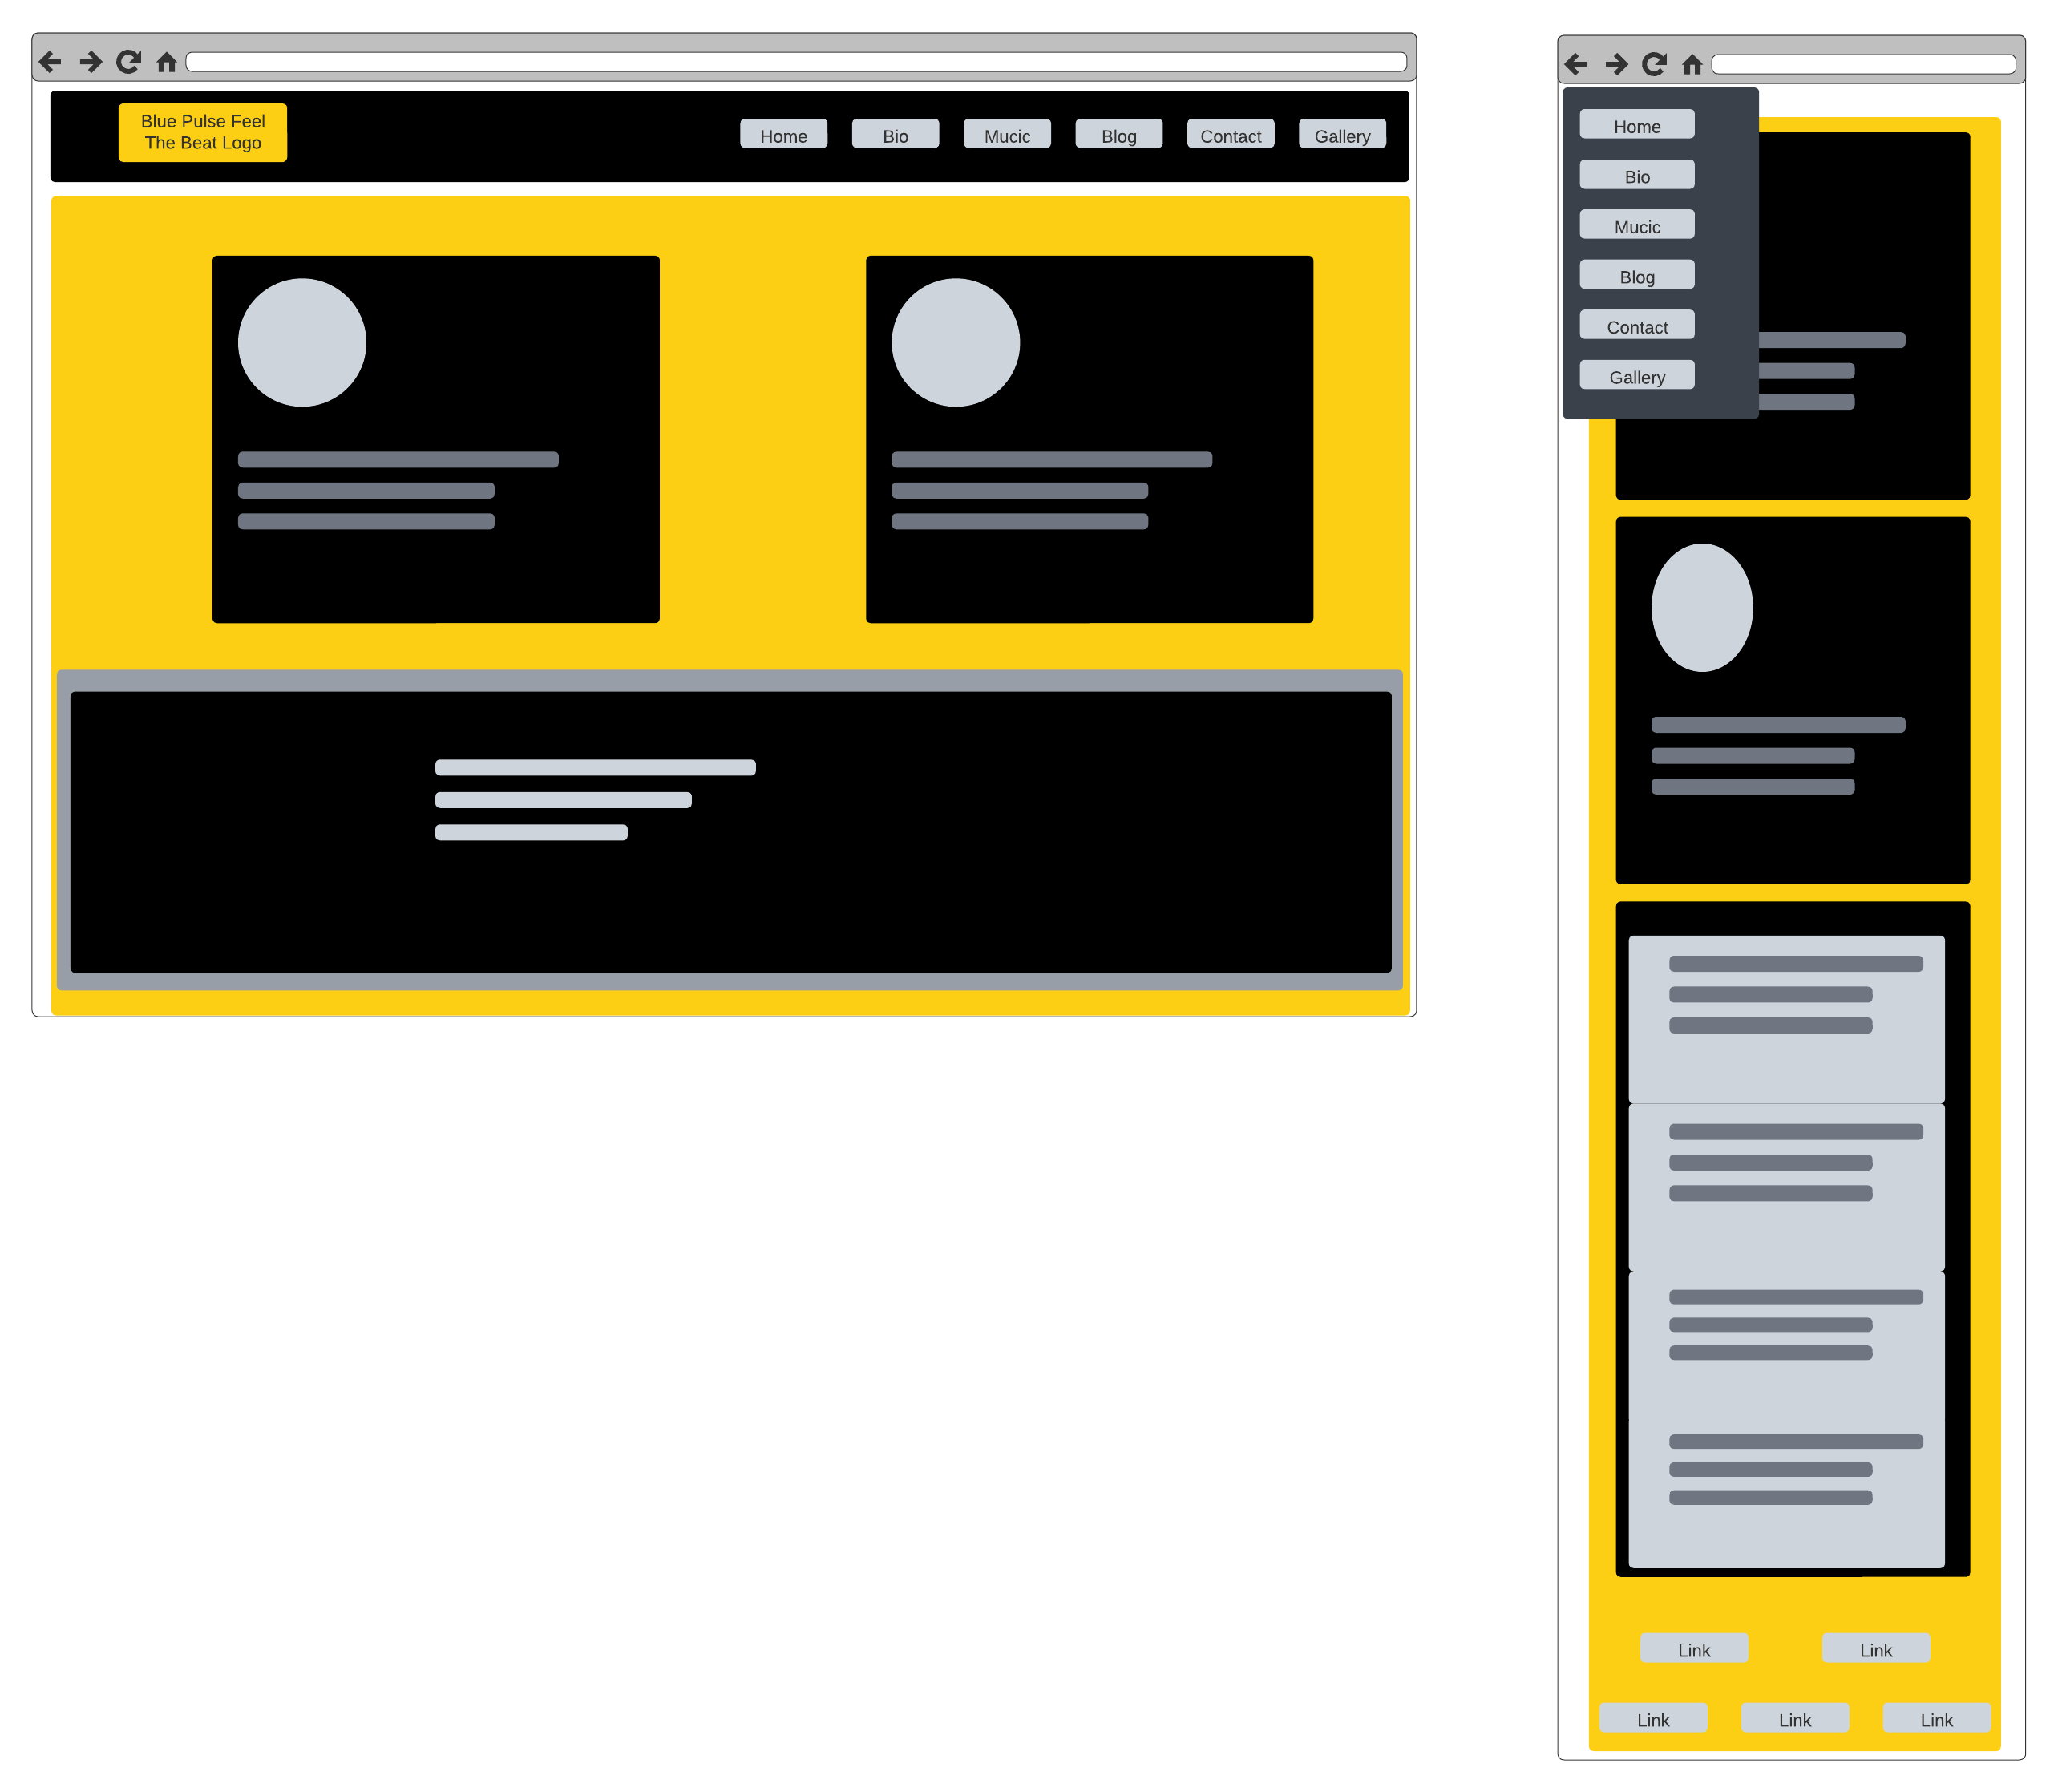 Blue Pulse Feel
The Beat Logo
Home
Bio
Mucic
Blog
Contact
Gallery
Home
Bio
Mucic
Blog
Contact
Gallery
Link
Link
Link
Link
Link